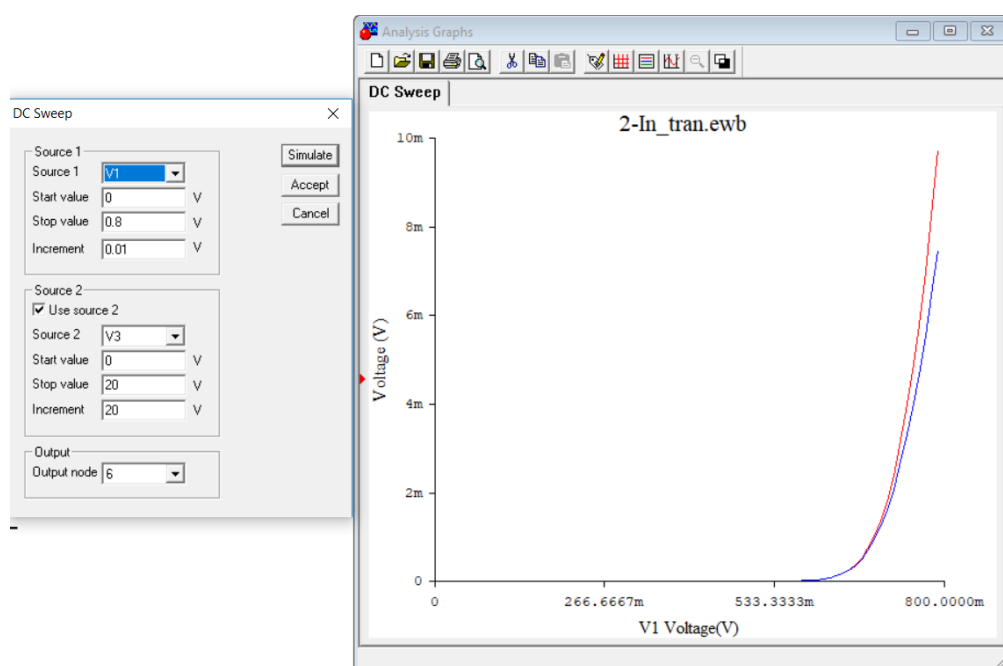 Analysis Graphs
DC Sweep
2-In_tran.ewb
10m
8m
6m
4m
2m
0
Voltage (V)
0
266.6667m
533.3333m
800.0000m
V1 Voltage(V)
DC Sweep
Source 1
Source 1 V1
Start value 0 V
Stop value 0.8 V
Increment 0.01 V
Simulate
Accept
Cancel
Source 2
Use source 2
Source 2 V3
Start value 0 V
Stop value 20 V
Increment 20 V
Output
Output node 6